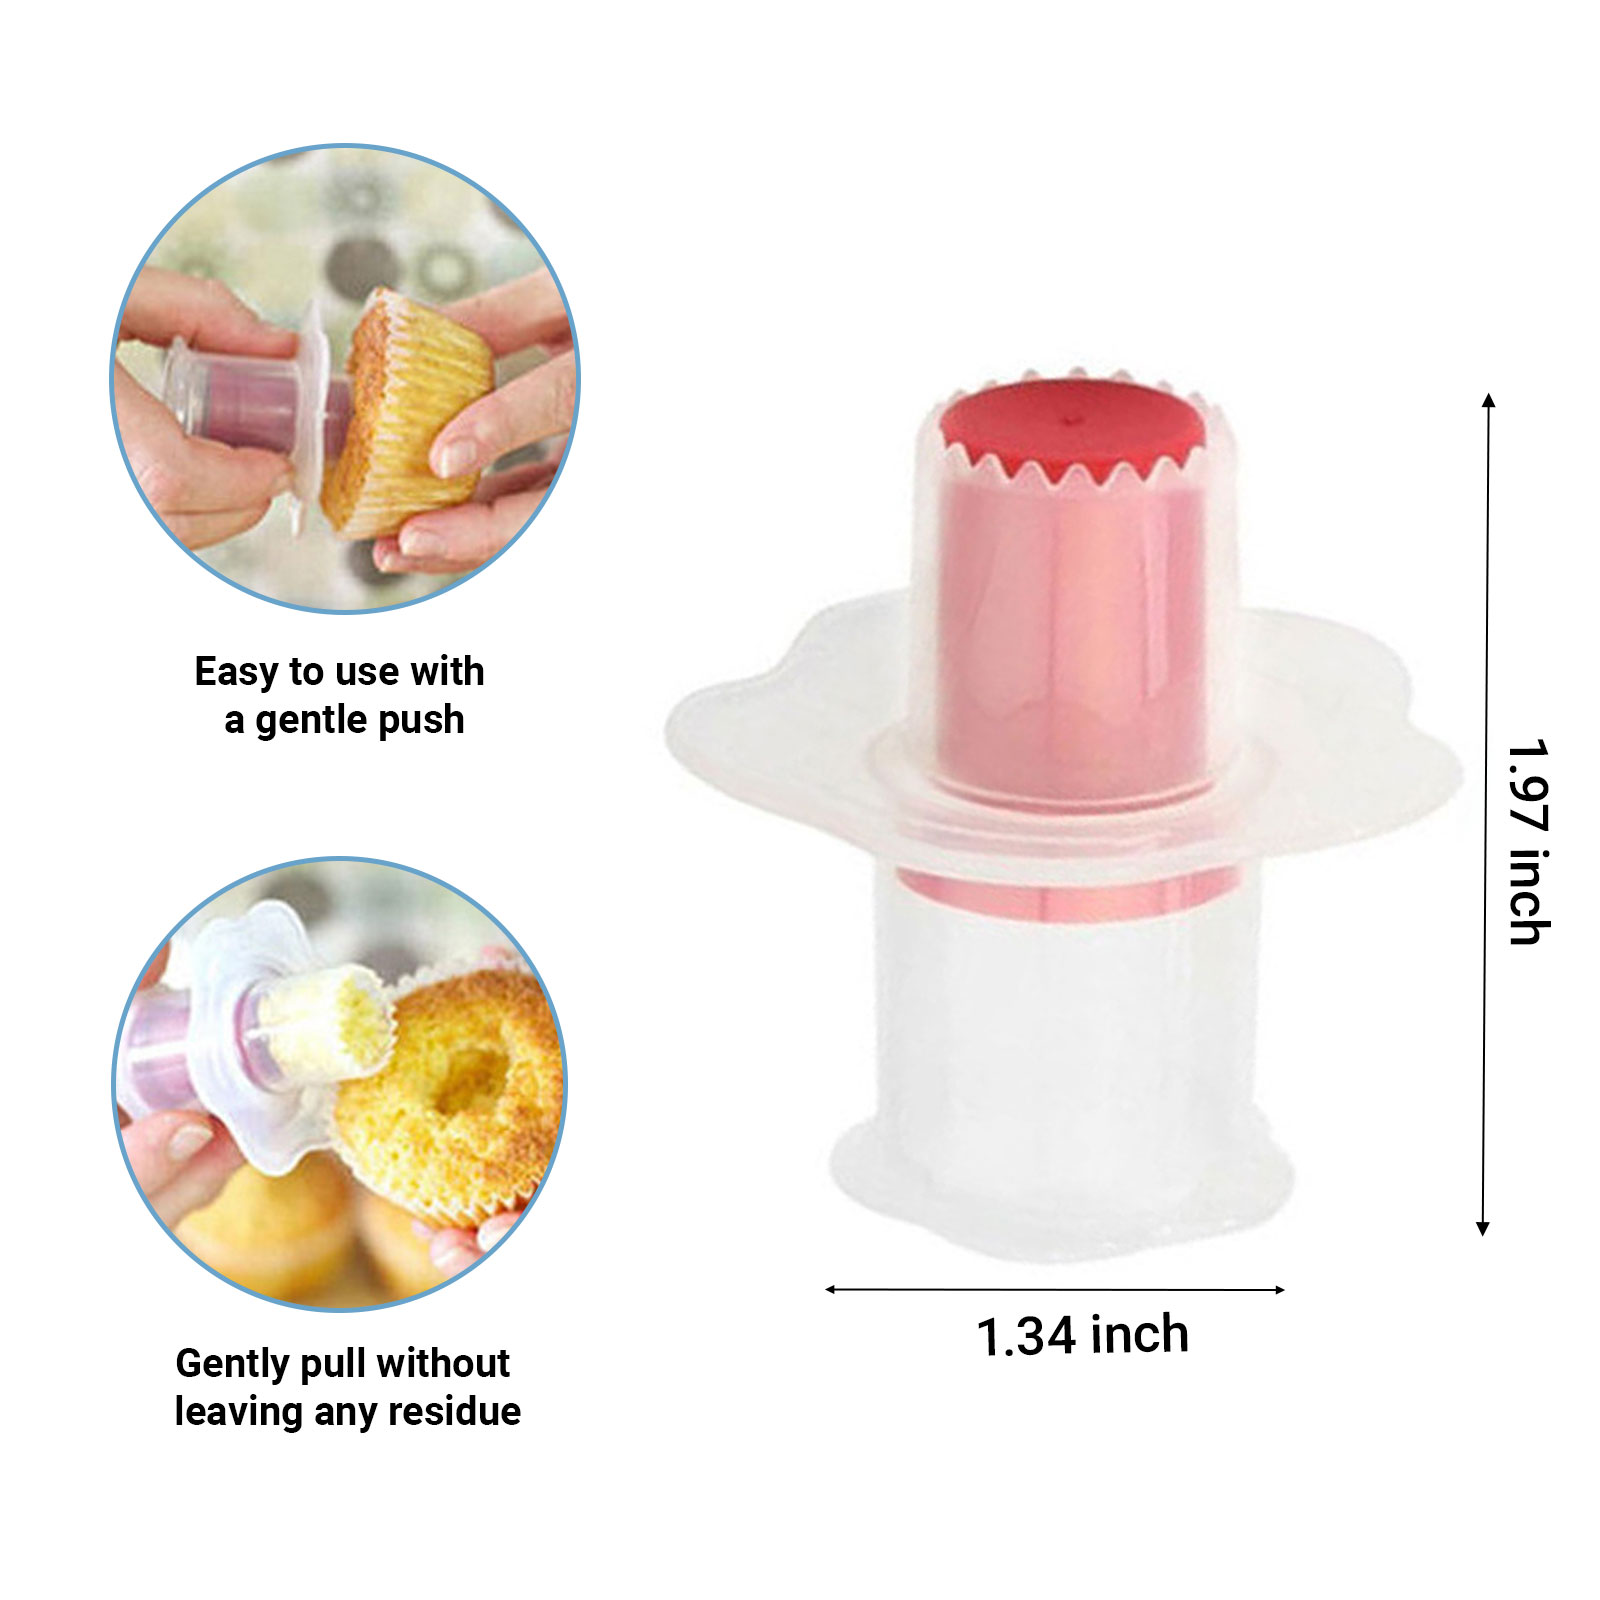 Easy to use with
a gentle push
Gently pull without
leaving any residue
1.97 inch
1.34 inch